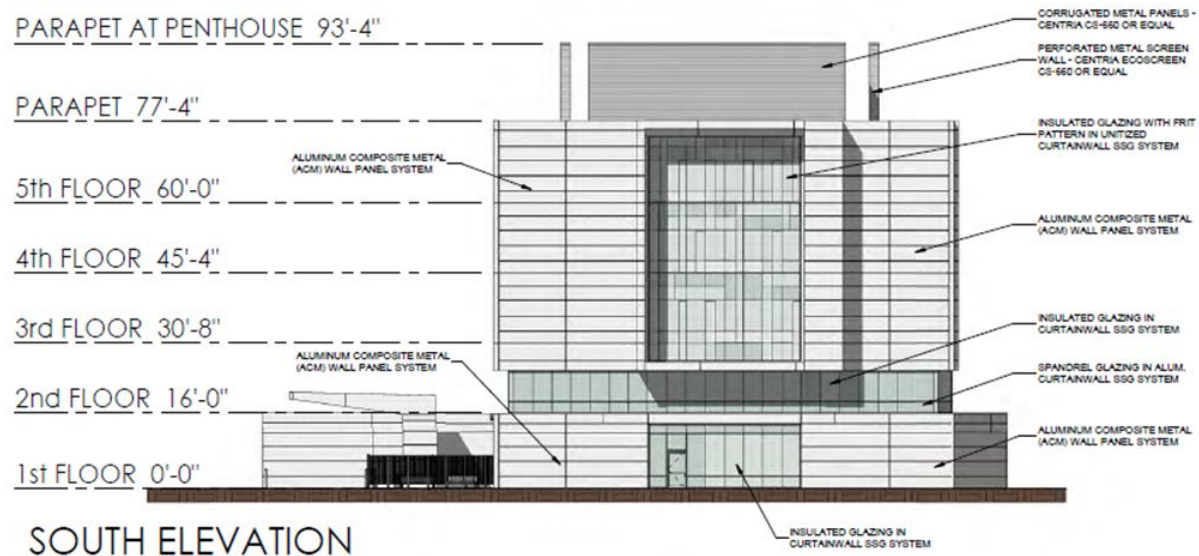 PARAPET AT PENTHOUSE 93'-4"
PARAPET 77'-4"
5th FLOOR 60'-0"
4th FLOOR 45'-4"
3rd FLOOR 30'-8"
2nd FLOOR 16'-0"
1st FLOOR 0'-0"
ALUMINUM COMPOSITE METAL
(ACM) WALL PANEL SYSTEM
ALUMINUM COMPOSITE METAL
(ACM) WALL PANEL SYSTEM
CORRUGATED METAL PANELS -
CENTRIA CS-660 OR EQUAL
PERFORATED METAL SCREEN
WALL - CENTRIA ECOSCREEN
CS-660 OR EQUAL
INSULATED GLAZING WITH FRIT
PATTERN IN UNITIZED
CURTAINWALL SSG SYSTEM
ALUMINUM COMPOSITE METAL
(ACM) WALL PANEL SYSTEM
INSULATED GLAZING IN
CURTAINWALL SSG SYSTEM
SPANDREL GLAZING IN ALUM.
CURTAINWALL SSG SYSTEM
ALUMINUM COMPOSITE METAL
(ACM) WALL PANEL SYSTEM
INSULATED GLAZING IN
CURTAINWALL SSG SYSTEM
SOUTH ELEVATION